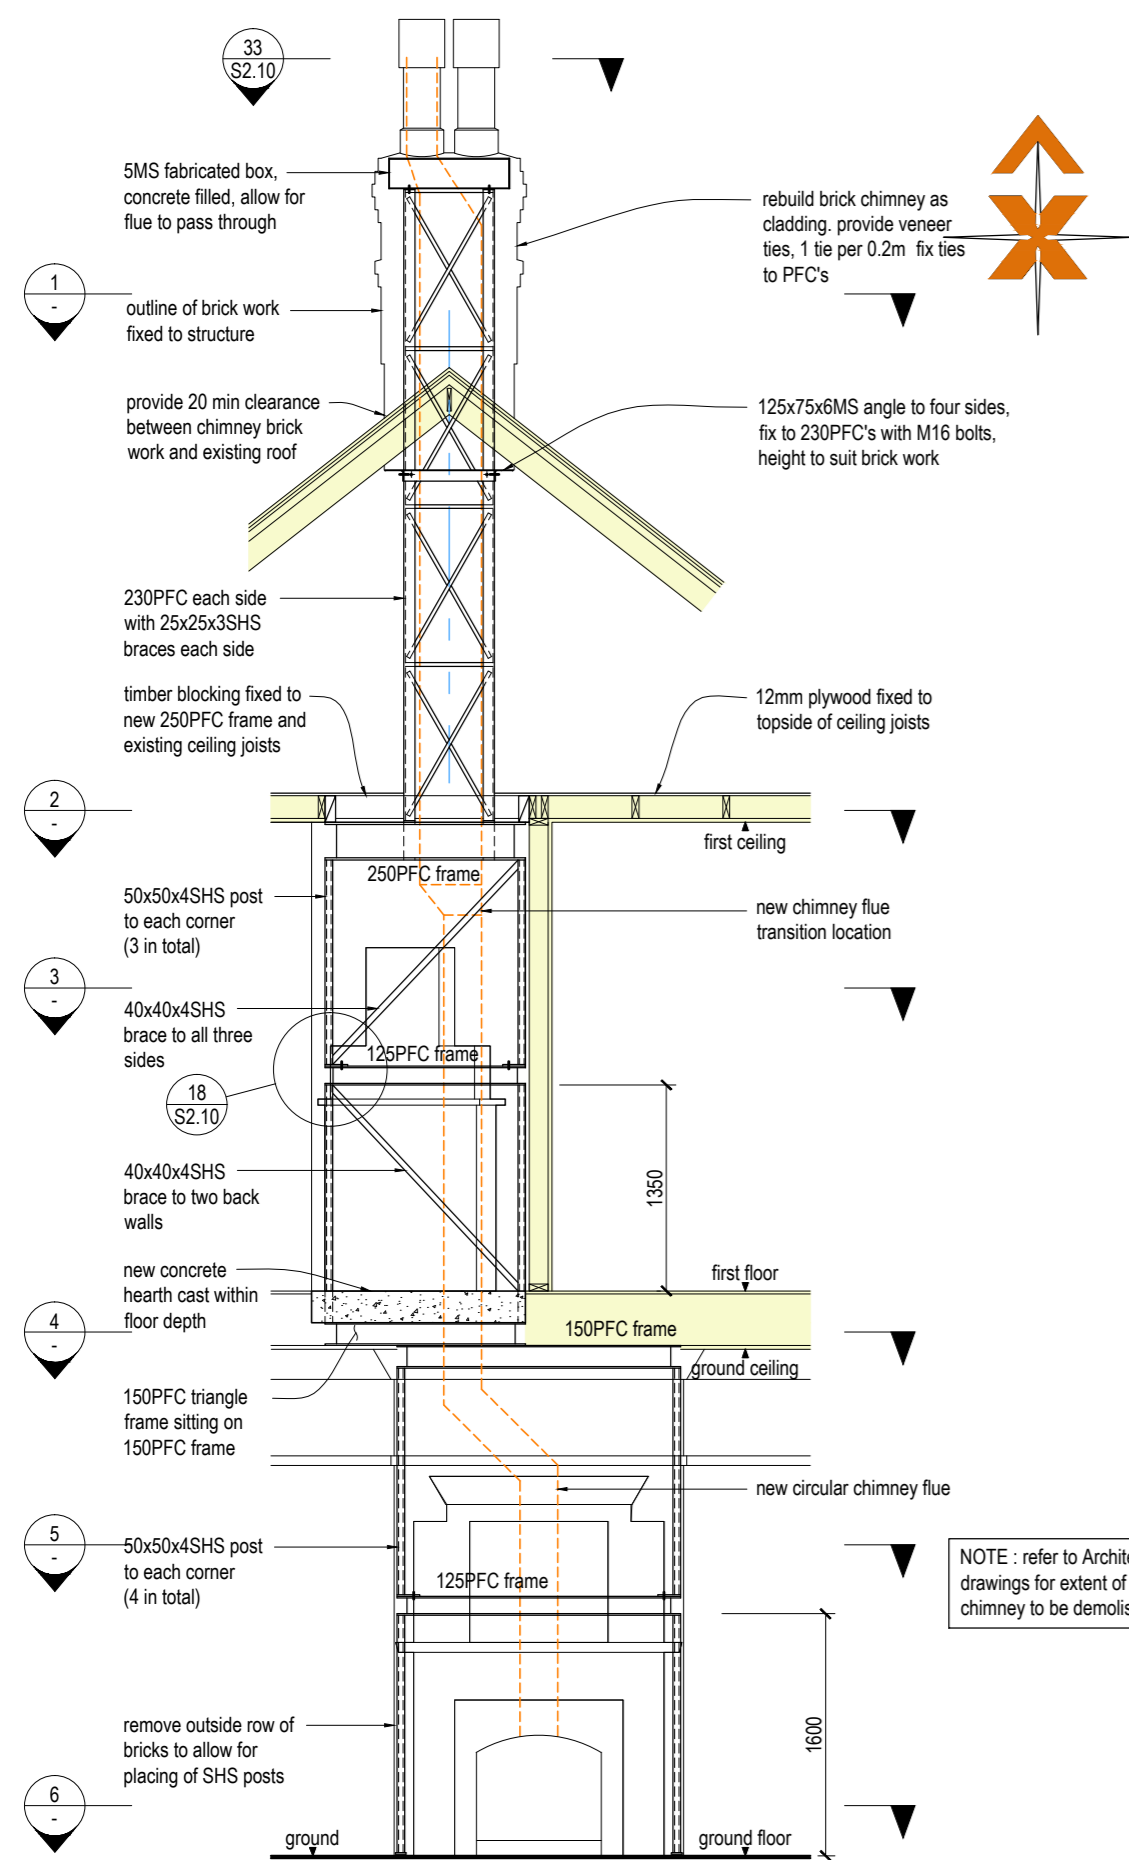 33
S2.10
5MS fabricated box,
concrete filled, allow for
flue to pass through
rebuild brick chimney as
cladding. provide veneer
ties, 1 tie per 0.2m fix ties
to PFC's
1
-
outline of brick work
fixed to structure
provide 20 min clearance
between chimney brick
work and existing roof
125x75x6MS angle to four sides,
fix to 230PFC's with M16 bolts,
height to suit brick work
230PFC each side
with 25x25x3SHS
braces each side
timber blocking fixed to
new 250PFC frame and
existing ceiling joists
12mm plywood fixed to
topside of ceiling joists
2
-
first ceiling
250PFC frame
50x50x4SHS post
to each corner
(3 in total)
new chimney flue
transition location
3
-
40x40x4SHS
brace to all three
sides
125PFC frame
18
S2.10
40x40x4SHS
brace to two back
walls
1350
new concrete
hearth cast within
floor depth
first floor
4
-
150PFC frame
ground ceiling
150PFC triangle
frame sitting on
150PFC frame
new circular chimney flue
5
-
50x50x4SHS post
to each corner
(4 in total)
125PFC frame
NOTE : refer to Archite
drawings for extent of
chimney to be demolis
remove outside row of
bricks to allow for
placing of SHS posts
1600
6
-
ground
ground floor